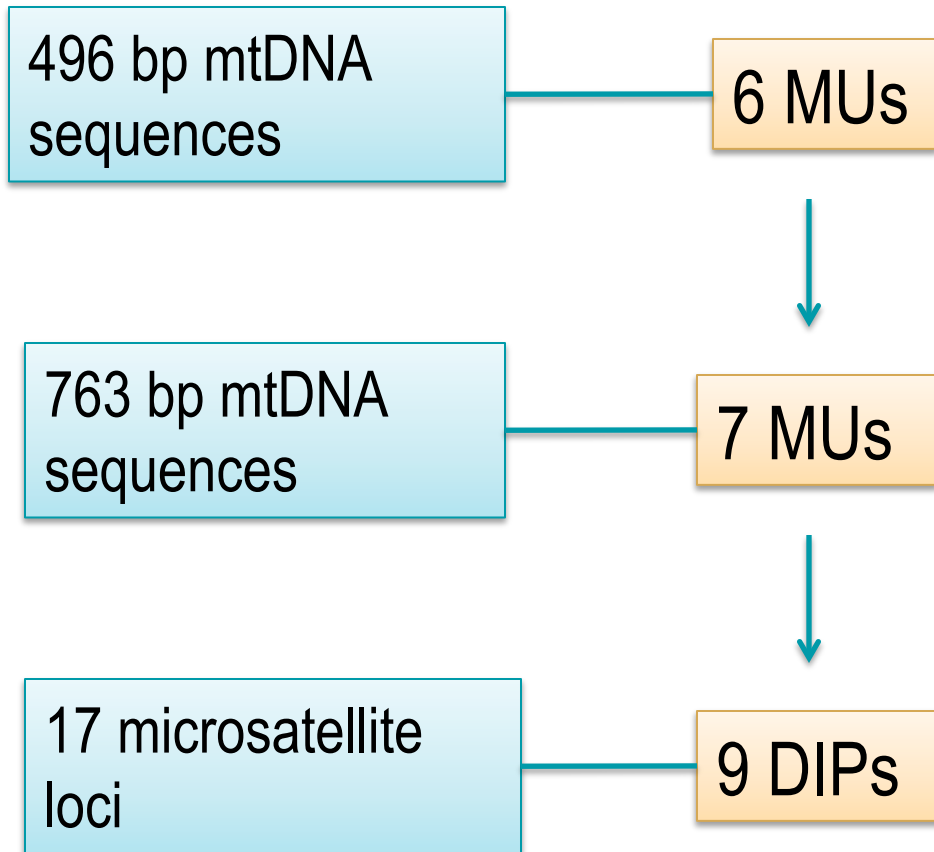 496 bp mtDNA
sequences
6 MUs
763 bp mtDNA
sequences
7 MUs
17 microsatellite
loci
9 DIPs